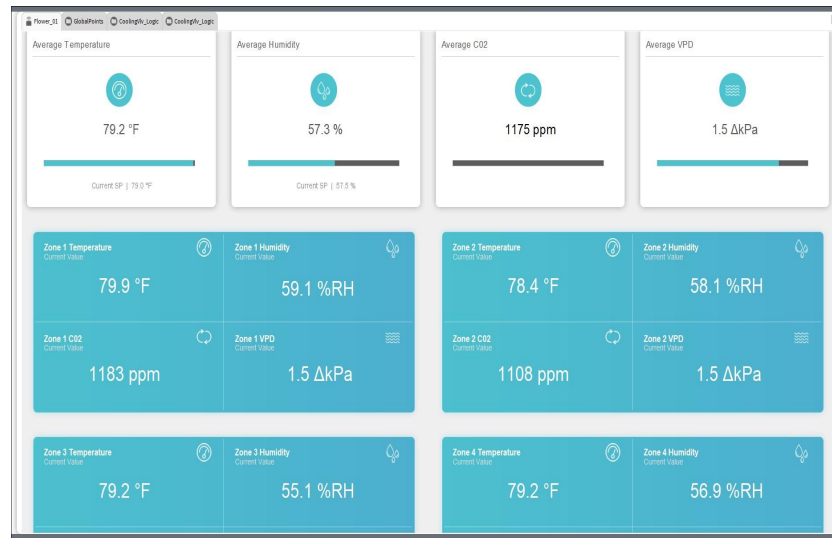 Flower_01 GlobalPoints CoolingVlv_Logic CoolingVlv_Logic
Average Temperature
79.2 °F
Current SP | 79.0 °F
Average Humidity
57.3 %
Current SP | 57.5 %
Average C02
1175 ppm
Average VPD
1.5 ΔkPa
Zone 1 Temperature
Current Value
79.9 °F
Zone 1 Humidity
Current Value
59.1 %RH
Zone 2 Temperature
Current Value
78.4 °F
Zone 2 Humidity
Current Value
58.1 %RH
Zone 1 C02
Current Value
1183 ppm
Zone 1 VPD
Current Value
1.5 ΔkPa
Zone 2 C02
Current Value
1108 ppm
Zone 2 VPD
Current Value
1.5 ΔkPa
Zone 3 Temperature
Current Value
79.2 °F
Zone 3 Humidity
Current Value
55.1 %RH
Zone 4 Temperature
Current Value
79.2 °F
Zone 4 Humidity
Current Value
56.9 %RH